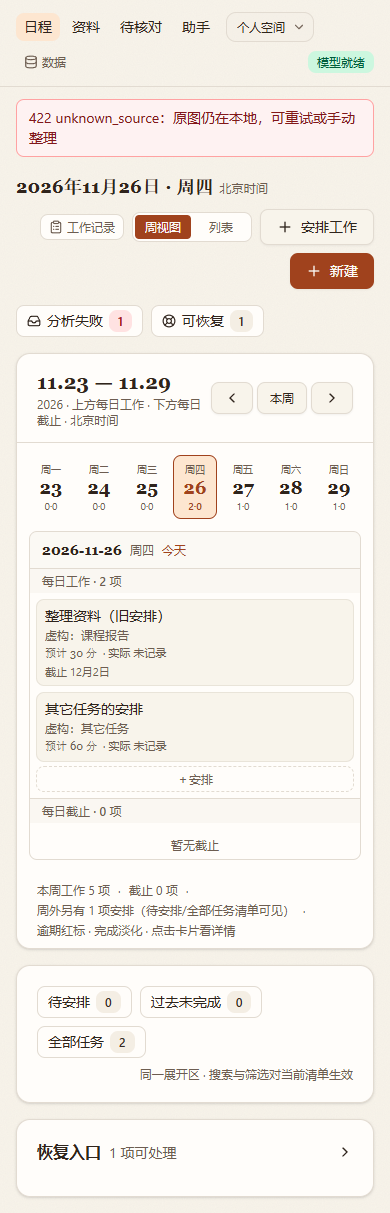 日程 资料 待核对 助手 个人空间
数据 模型就绪
422 unknown_source：原图仍在本地，可重试或手动
整理
2026年11月26日 · 周四 北京时间
工作记录 周视图 列表 + 安排工作
+ 新建
分析失败 1 可恢复 1
11.23 — 11.29
2026 · 上方每日工作 · 下方每日
截止 · 北京时间
本周
周一 周二 周三 周四 周五 周六 周日
23 24 25 26 27 28 29
0·0 0·0 0·0 2·0 1·0 1·0 1·0
2026-11-26 周四 今天
每日工作 · 2 项
整理资料（旧安排）
虚构：课程报告
预计 30 分 · 实际 未记录
截止 12月2日
其它任务的安排
虚构：其它任务
预计 60 分 · 实际 未记录
+ 安排
每日截止 · 0 项
暂无截止
本周工作 5 项 · 截止 0 项 ·
周外另有 1 项安排（待安排/全部任务清单可见） ·
逾期红标 · 完成淡化 · 点击卡片看详情
待安排 0 过去未完成 0
全部任务 2
同一展开区 · 搜索与筛选对当前清单生效
恢复入口 1 项可处理